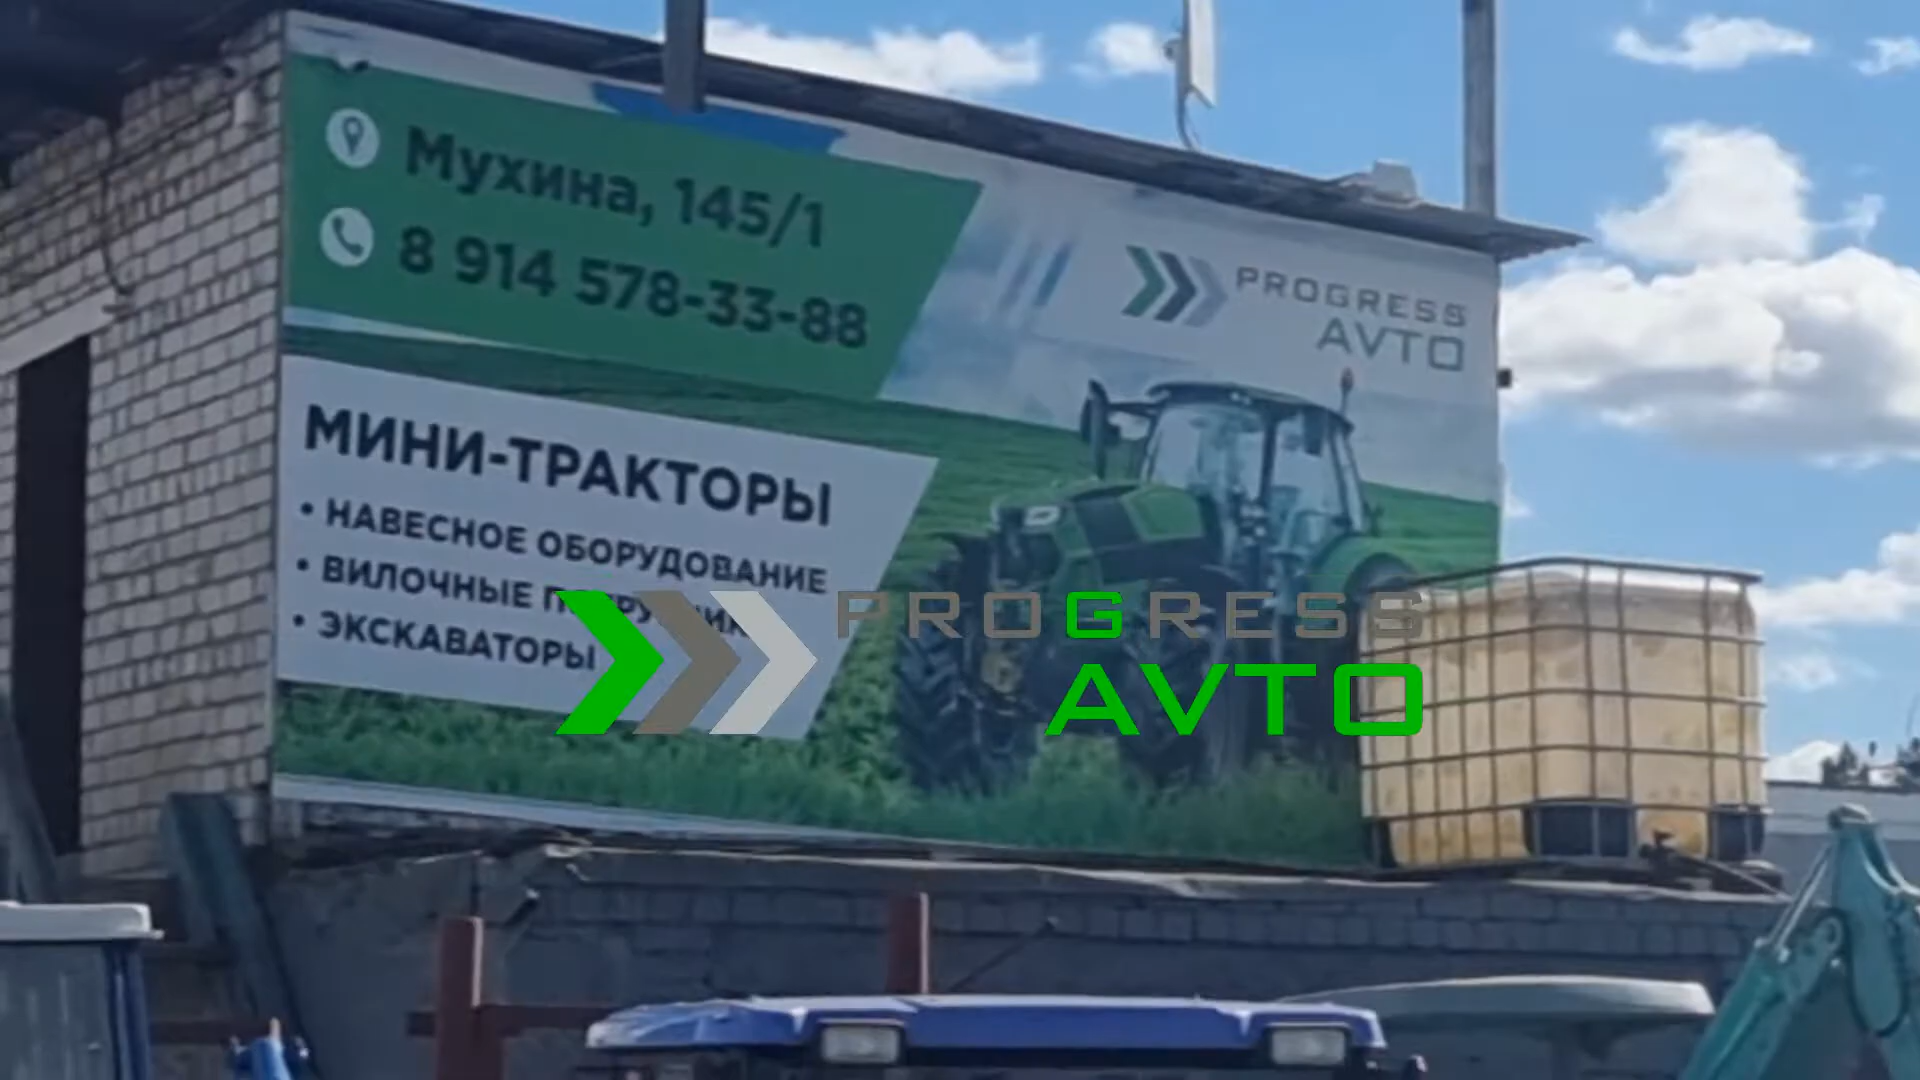 Мухина, 145/1
8 914 578-33-88
PROGRESS
AVTO
МИНИ-ТРАКТОРЫ
• НАВЕСНОЕ ОБОРУДОВАНИЕ
• ВИЛОЧНЫЕ
• ЭКСКАВАТОРЫ
PROGRESS
AVTO